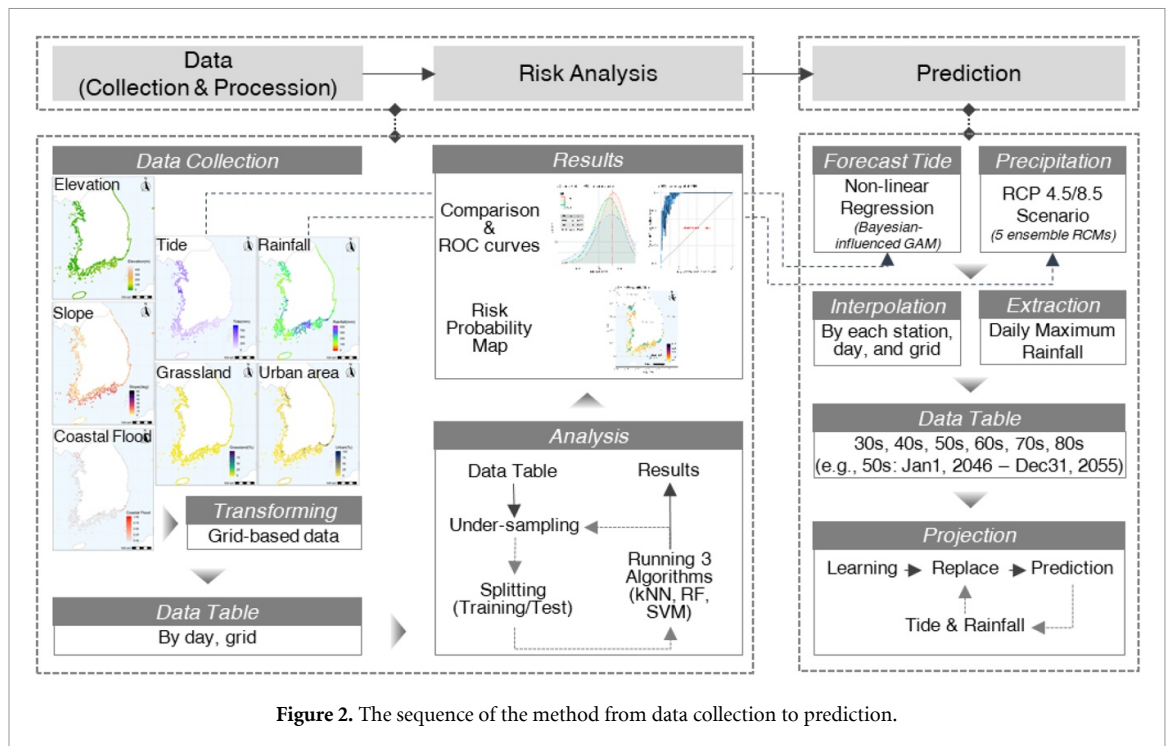 Data
(Collection & Procession)
Risk Analysis
Prediction
Data Collection
Elevation
Tide
Rainfall
Slope
Grassland
Urban area
Coastal Flood
Transforming
Grid-based data
Data Table
By day, grid
Results
Comparison
&
ROC curves
Risk
Probability
Map
Analysis
Data Table
Results
Under-sampling
Splitting
(Training/Test)
Running 3
Algorithms
(kNN, RF,
SVM)
Forecast Tide
Non-linear
Regression
(Bayesian-
influenced GAM)
Precipitation
RCP 4.5/8.5
Scenario
(5 ensemble RCMs)
Interpolation
By each station,
day, and grid
Extraction
Daily Maximum
Rainfall
Data Table
30s, 40s, 50s, 60s, 70s, 80s
(e.g., 50s: Jan1, 2046 – Dec31, 2055)
Projection
Learning
Replace
Prediction
Tide & Rainfall
Figure 2. The sequence of the method from data collection to prediction.